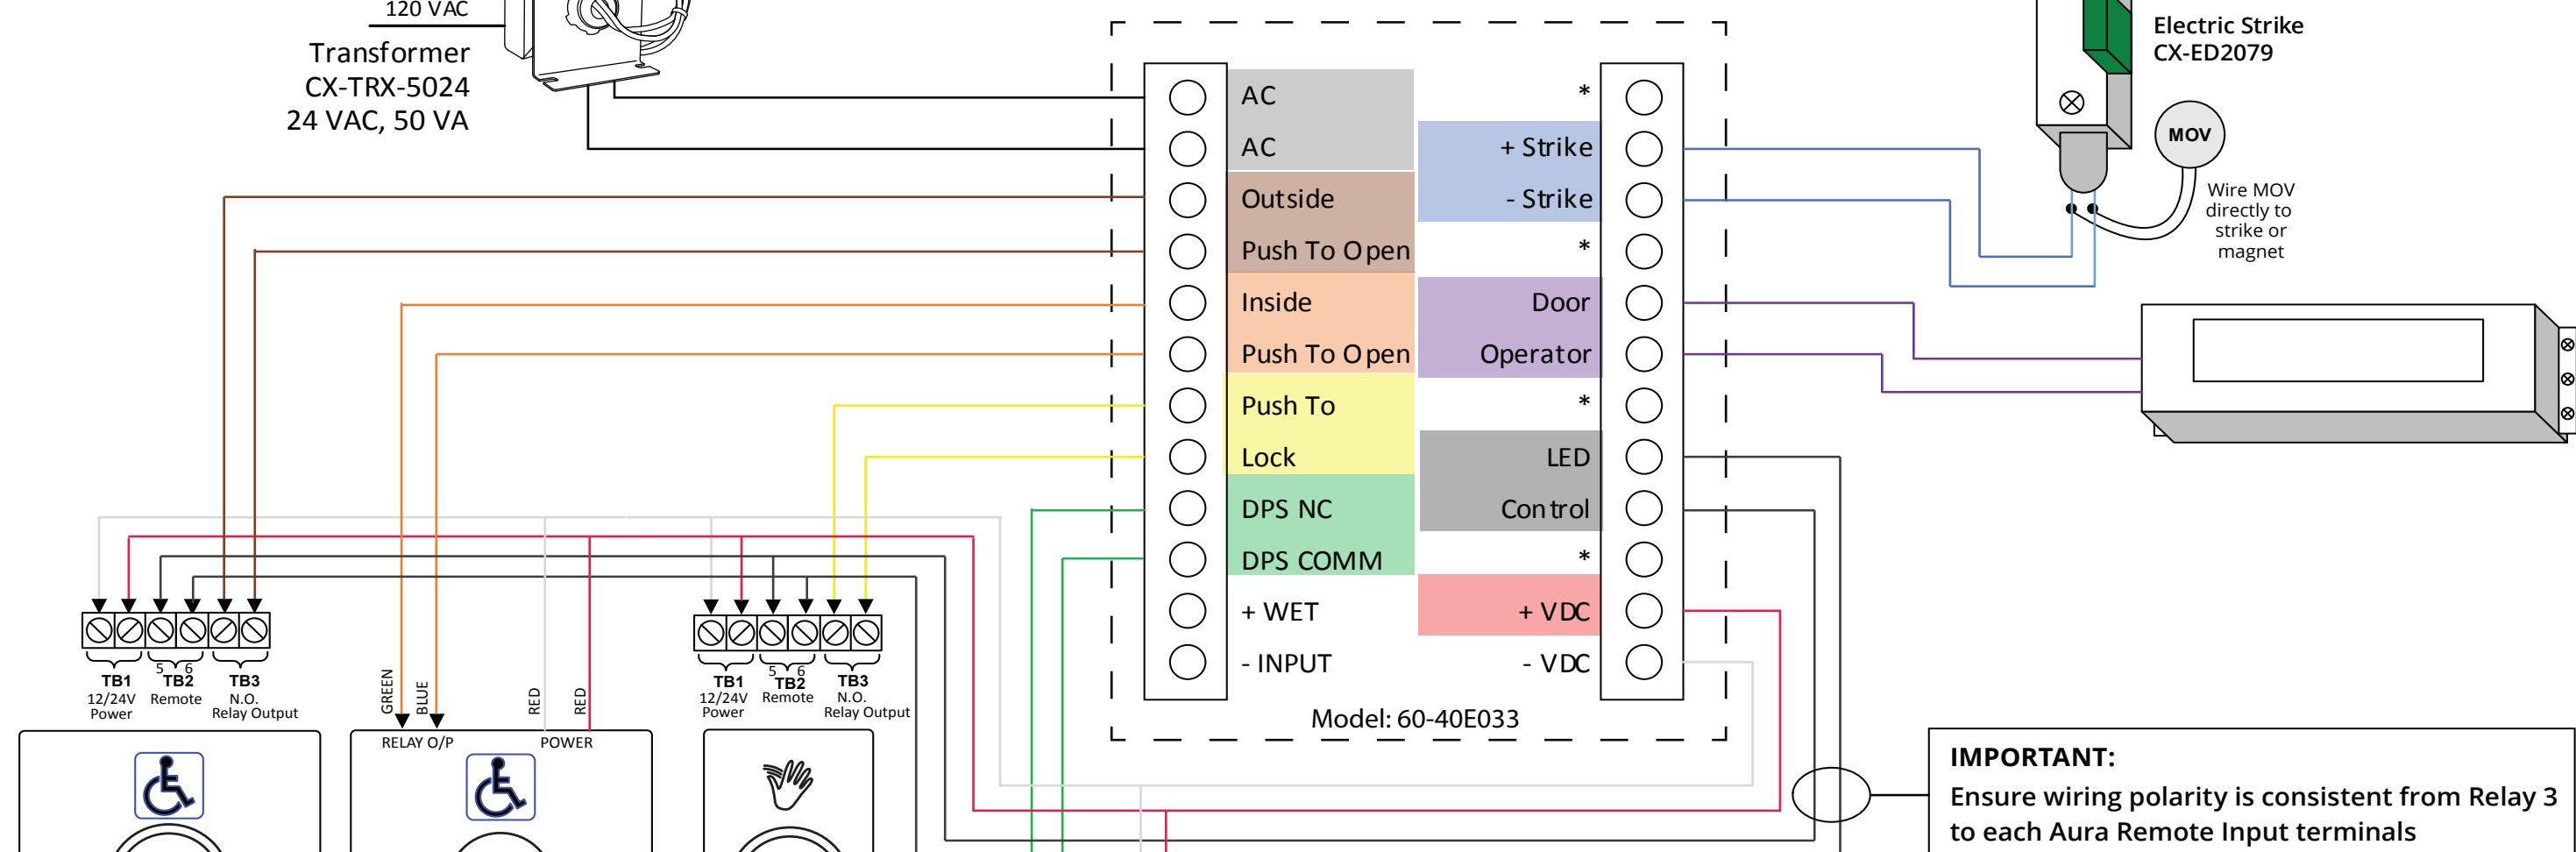 120 VAC
Transformer
CX-TRX-5024
24 VAC, 50 VA
Electric Strike
CX-ED2079
MOV
Wire MOV
directly to
strike or
magnet
AC
AC
Outside
Push To Open
Inside
Push To Open
Push To
Lock
DPS NC
DPS COMM
+ WET
- INPUT
*
+ Strike
- Strike
*
Door
Operator
*
LED
Control
*
+ VDC
- VDC
Model: 60-40E033
5 6
TB1 TB2 TB3
12/24V Remote N.O.
Power Relay Output
GREEN
BLUE
RED
RED
RELAY O/P POWER
5 6
TB1 TB2 TB3
12/24V Remote N.O.
Power Relay Output
IMPORTANT:
Ensure wiring polarity is consistent from Relay 3
to each Aura Remote Input terminals